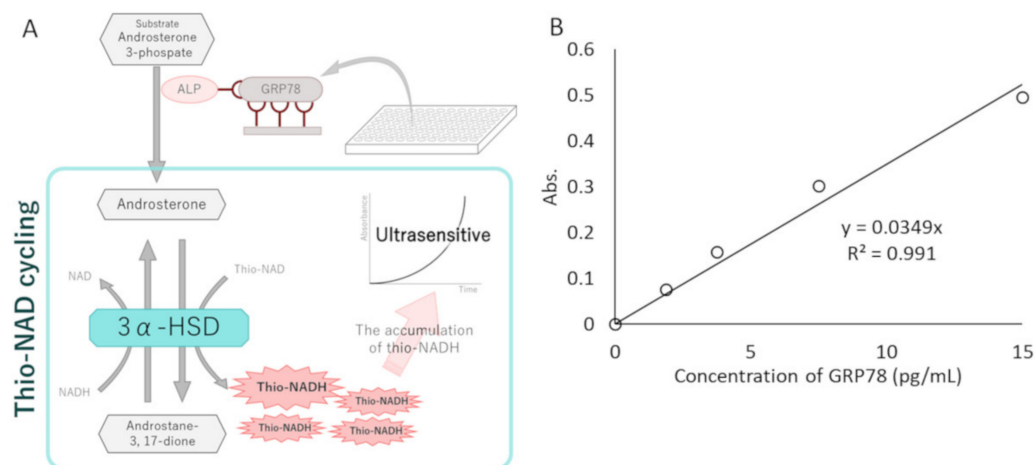 A
Substrate
Androsterone
3-phospate
ALP
GRP78
Thio-NAD cycling
Androsterone
NAD
Thio-NAD
3α-HSD
NADH
Androstane-
3, 17-dione
Absorbance
Ultrasensitive
Time
The accumulation
of thio-NADH
Thio-NADH
Thio-NADH
Thio-NADH
Thio-NADH
B
0.6
0.5
0.4
0.3
0.2
0.1
0
Abs.
y = 0.0349x
R² = 0.991
0
5
10
15
Concentration of GRP78 (pg/mL)